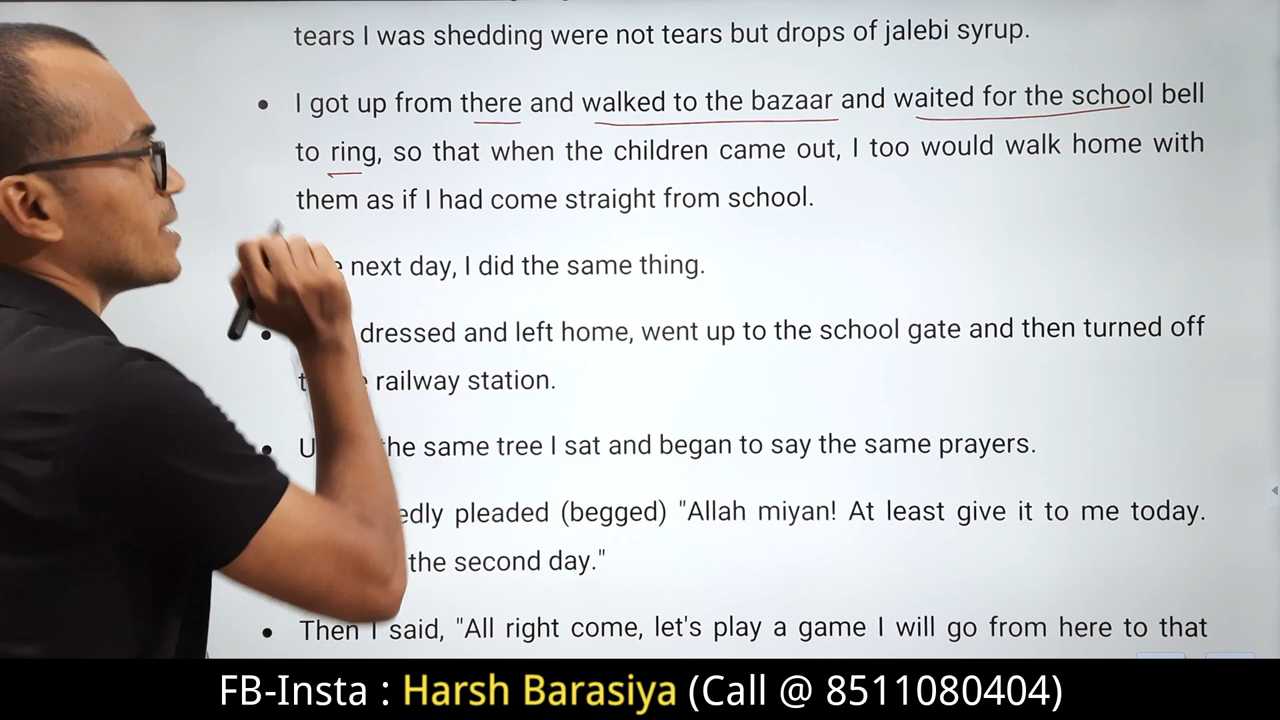 tears I was shedding were not tears but drops of jalebi syrup.
• I got up from there and walked to the bazaar and waited for the school bell
to ring, so that when the children came out, I too would walk home with
them as if I had come straight from school.
next day, I did the same thing.
• dressed and left home, went up to the school gate and then turned off
railway station.
• the same tree I sat and began to say the same prayers.
pleaded (begged) "Allah miyan! At least give it to me today.
the second day."
• Then I said, "All right come, let's play a game I will go from here to that
FB-Insta : Harsh Barasiya (Call @ 8511080404)